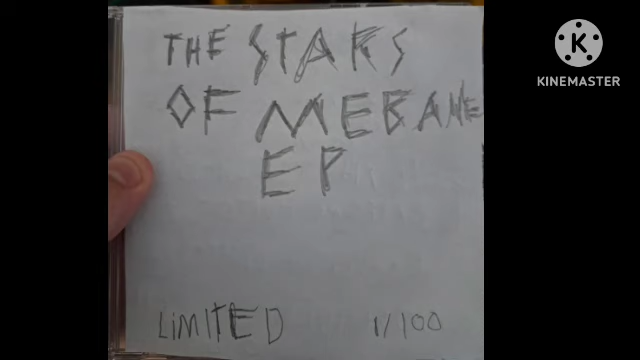 THE STARS
OF MEBANE
EP
LiMITED 1/100
K
KINEMASTER